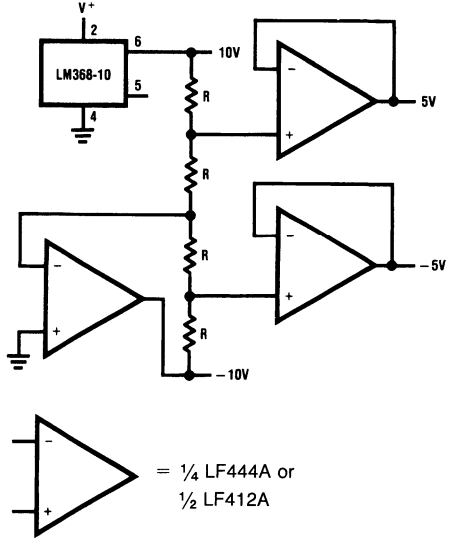 V+
2
6
10V
LM368-10
5
R
4
−
+
5V
R
−
+
R
−
+
−5V
R
−10V
−
+
= ¼ LF444A or
½ LF412A